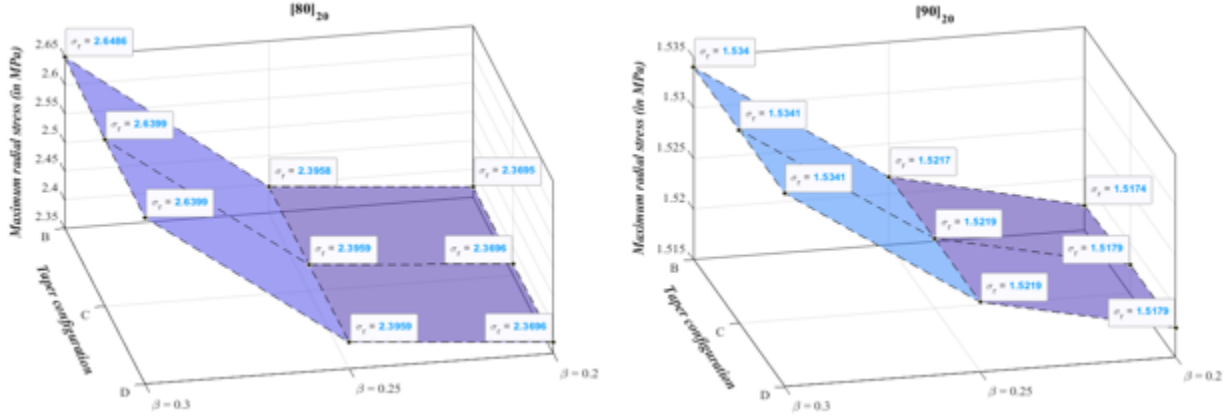 [80]₂₀
Maximum radial stress (in MPa)
2.65
2.6
2.55
2.5
2.45
2.4
2.35
σᵣ = 2.6486
σᵣ = 2.6399
σᵣ = 2.6399
σᵣ = 2.3958
σᵣ = 2.3959
σᵣ = 2.3959
σᵣ = 2.3695
σᵣ = 2.3696
σᵣ = 2.3696
B
C
D
Taper configuration
β = 0.3
β = 0.25
β = 0.2
[90]₂₀
Maximum radial stress (in MPa)
1.535
1.53
1.525
1.52
1.515
σᵣ = 1.534
σᵣ = 1.5341
σᵣ = 1.5341
σᵣ = 1.5217
σᵣ = 1.5219
σᵣ = 1.5219
σᵣ = 1.5174
σᵣ = 1.5179
σᵣ = 1.5179
B
C
D
Taper configuration
β = 0.3
β = 0.25
β = 0.2